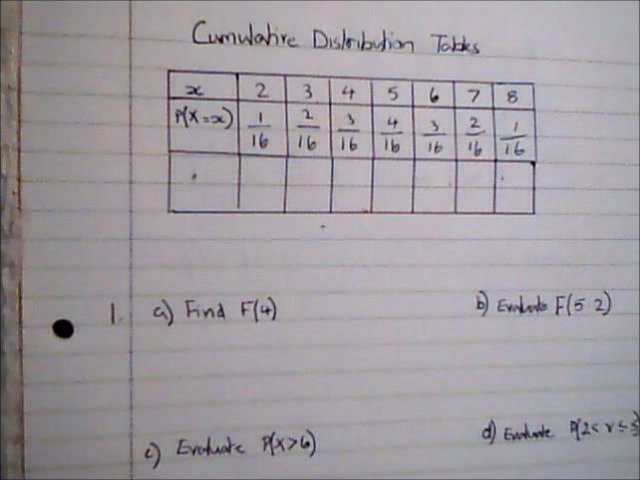 Cumulative Distribution Tables
x 2 3 4 5 6 7 8
P(X=x) 1/16 2/16 3/16 4/16 3/16 2/16 1/16
1. a) Find F(4) b) Evaluate F(5.2)
c) Evaluate P(X>6) d) Evaluate P(2< x ≤